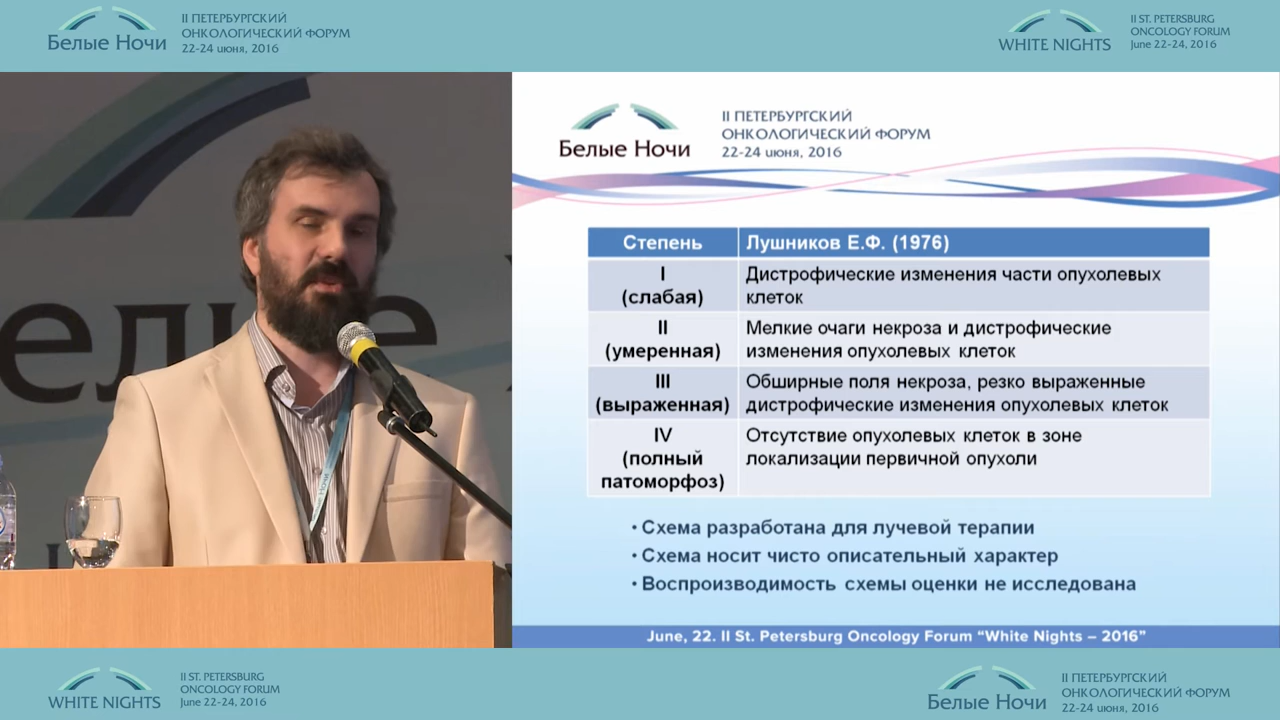 Белые Ночи
II ПЕТЕРБУРГСКИЙ
ОНКОЛОГИЧЕСКИЙ ФОРУМ
22-24 июня, 2016
WHITE NIGHTS
II ST. PETERSBURG
ONCOLOGY FORUM
June 22-24, 2016
Белые Ночи
II ПЕТЕРБУРГСКИЙ
ОНКОЛОГИЧЕСКИЙ ФОРУМ
22-24 июня, 2016
Степень
Лушников Е.Ф. (1976)
I
(слабая)
Дистрофические изменения части опухолевых
клеток
II
(умеренная)
Мелкие очаги некроза и дистрофические
изменения опухолевых клеток
III
(выраженная)
Обширные поля некроза, резко выраженные
дистрофические изменения опухолевых клеток
IV
(полный
патоморфоз)
Отсутствие опухолевых клеток в зоне
локализации первичной опухоли
• Схема разработана для лучевой терапии
• Схема носит чисто описательный характер
• Воспроизводимость схемы оценки не исследована
June, 22. II St. Petersburg Oncology Forum “White Nights – 2016”
WHITE NIGHTS
II ST. PETERSBURG
ONCOLOGY FORUM
June 22-24, 2016
Белые Ночи
II ПЕТЕРБУРГСКИЙ
ОНКОЛОГИЧЕСКИЙ ФОРУМ
22-24 июня, 2016